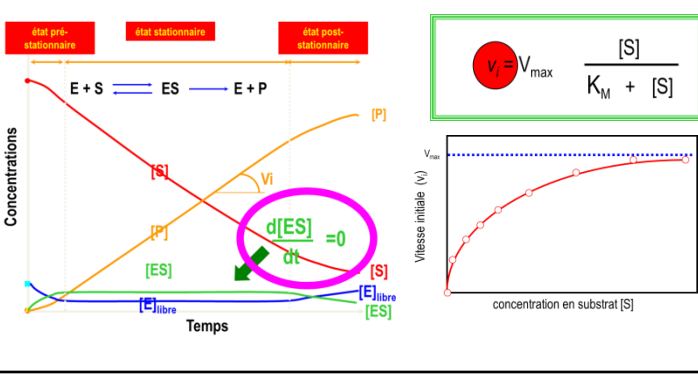 état pré-
stationnaire
état stationnaire
état post-
stationnaire
E + S ⇌ ES → E + P
[P]
[S]
Vi
[P]
d[ES]
dt
=0
[ES]
[S]
[E]libre
[E]libre
[ES]
Concentrations
Temps
vi = Vmax [S]
KM + [S]
Vmax
Vitesse initiale (vi)
concentration en substrat [S]